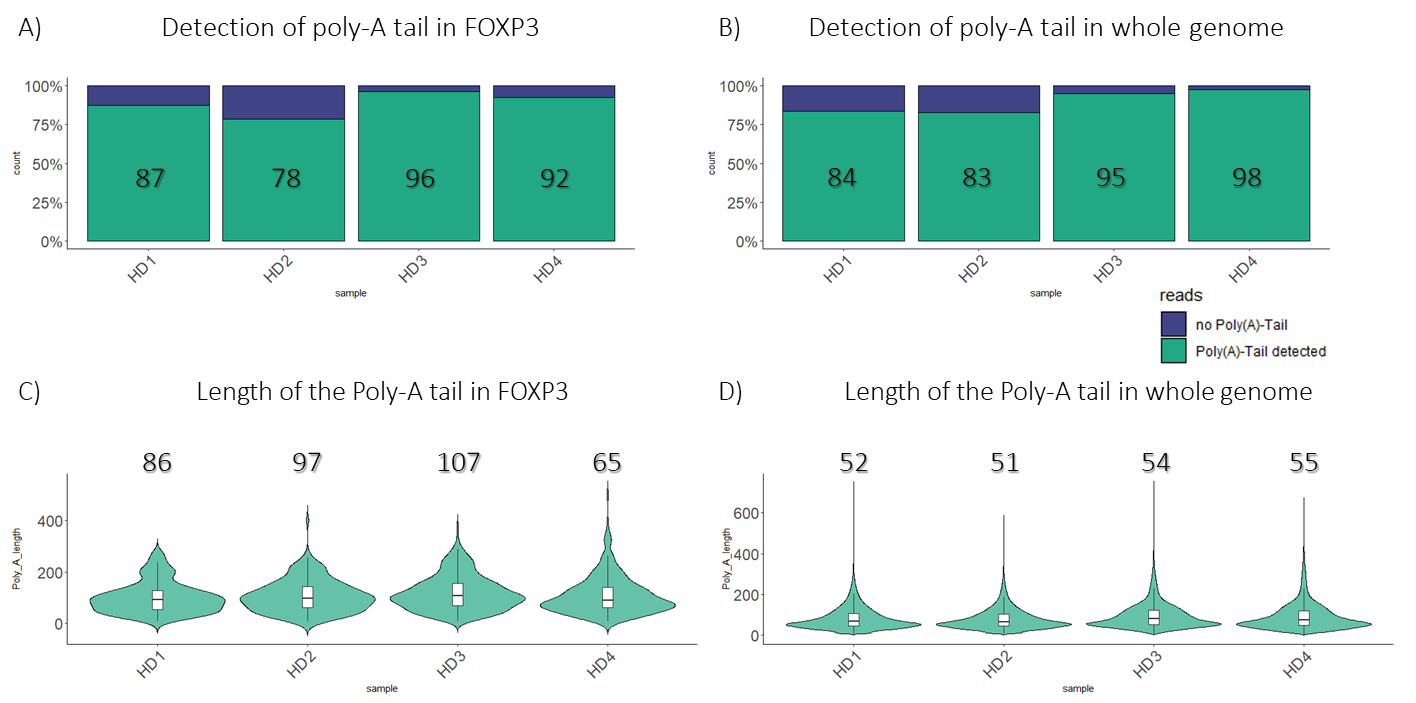 A) Detection of poly-A tail in FOXP3
100%
75%
50%
25%
0%
count
87 78 96 92
HD1 HD2 HD3 HD4
sample
B) Detection of poly-A tail in whole genome
100%
75%
50%
25%
0%
count
84 83 95 98
HD1 HD2 HD3 HD4
sample
reads
no Poly(A)-Tail
Poly(A)-Tail detected
C) Length of the Poly-A tail in FOXP3
86 97 107 65
400
200
0
Poly_A_length
HD1 HD2 HD3 HD4
sample
D) Length of the Poly-A tail in whole genome
52 51 54 55
600
400
200
0
Poly_A_length
HD1 HD2 HD3 HD4
sample